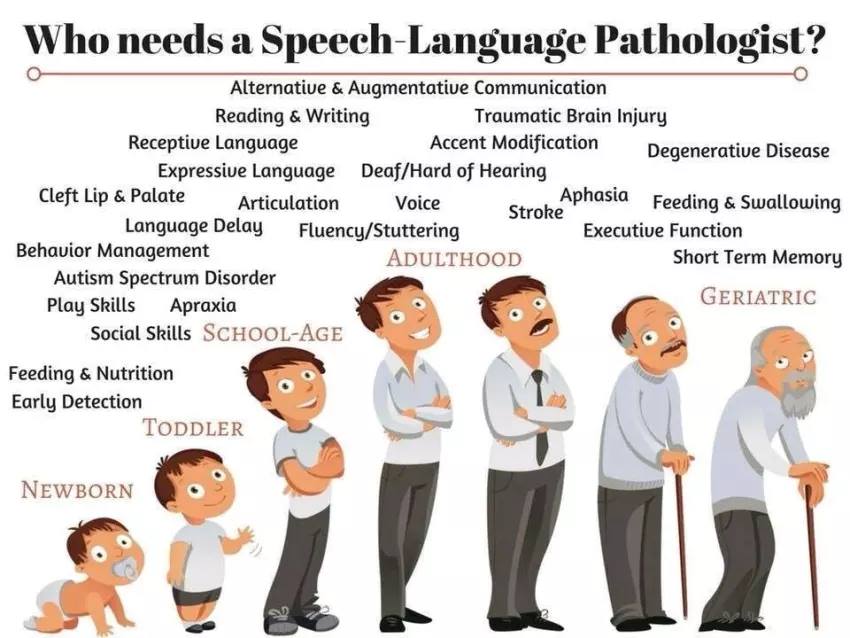 Who needs a Speech-Language Pathologist?
Alternative & Augmentative Communication
Reading & Writing
Traumatic Brain Injury
Receptive Language
Accent Modification
Degenerative Disease
Expressive Language
Deaf/Hard of Hearing
Cleft Lip & Palate
Articulation
Voice
Stroke
Aphasia
Feeding & Swallowing
Language Delay
Fluency/Stuttering
Executive Function
Behavior Management
ADULTHOOD
Short Term Memory
Autism Spectrum Disorder
GERIATRIC
Play Skills
Apraxia
Social Skills
SCHOOL-AGE
Feeding & Nutrition
Early Detection
TODDLER
NEWBORN